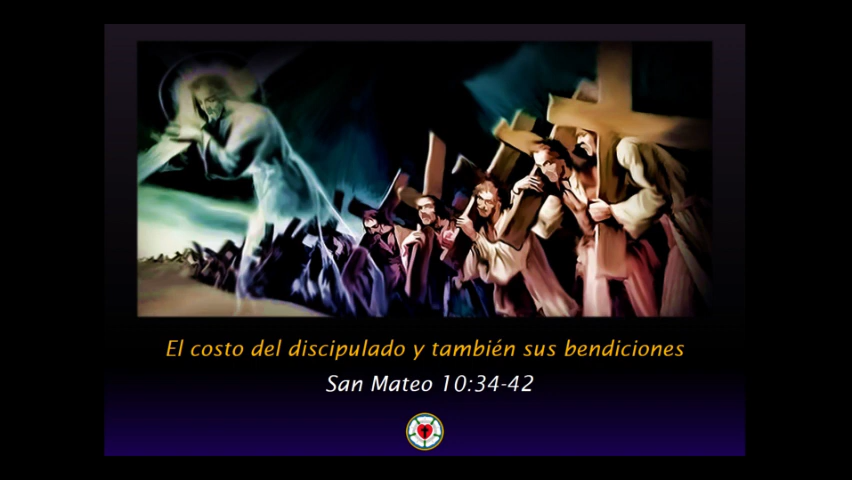 El costo del discipulado y también sus bendiciones
San Mateo 10:34-42